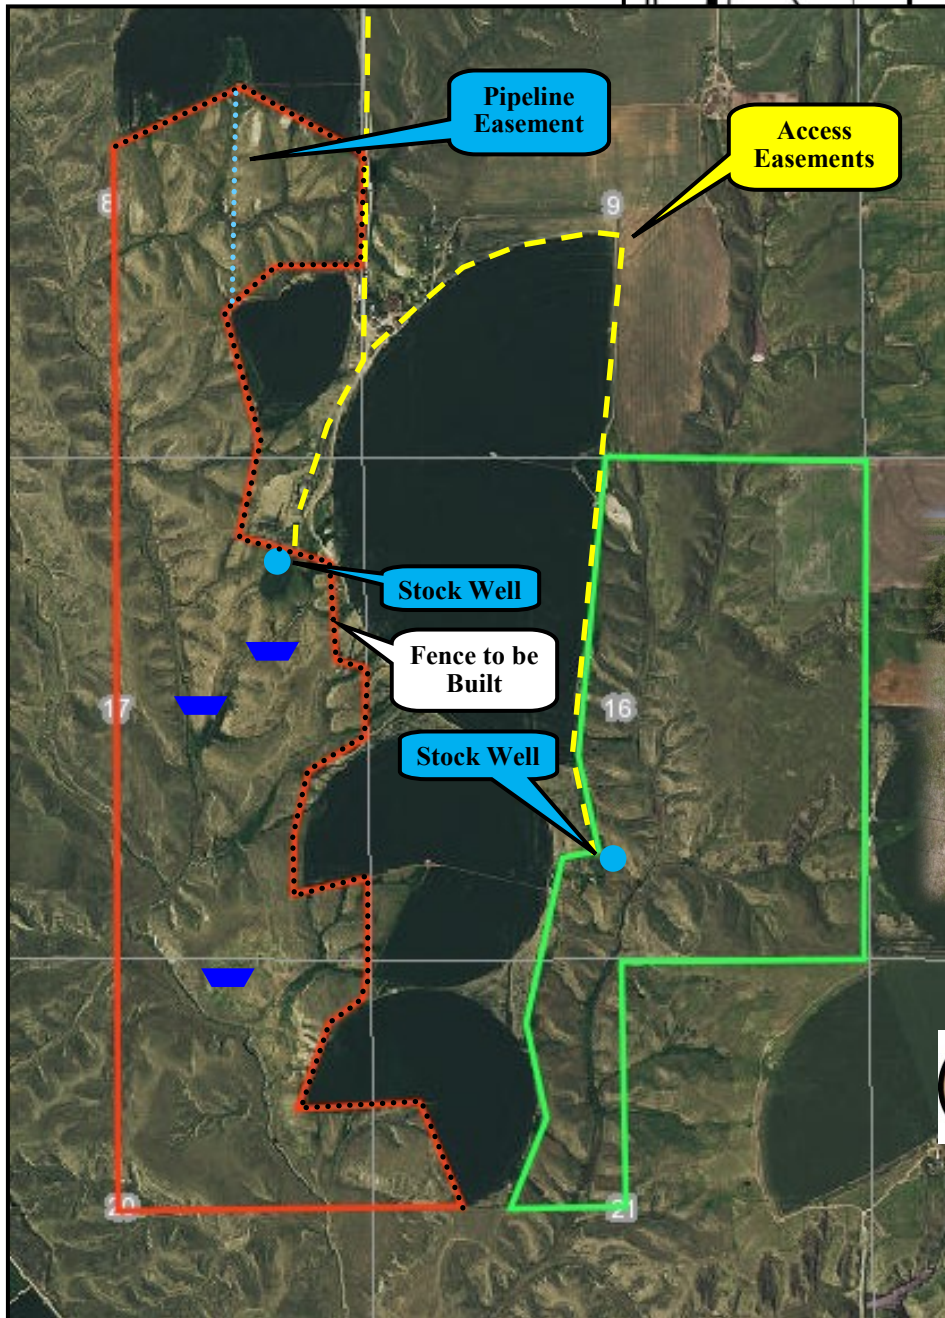 Pipeline
Easement
Access
Easements
8
9
Stock Well
Fence to be
Built
17
16
Stock Well
20
21